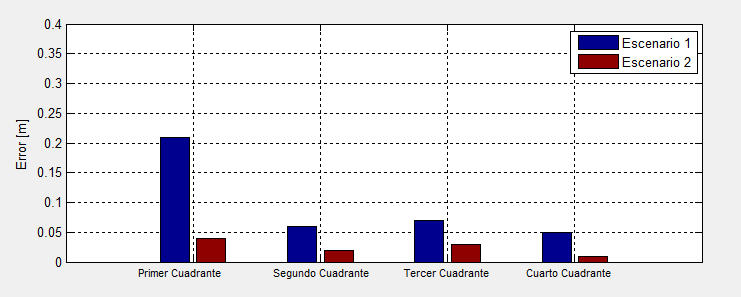 0.4
0.35
0.3
0.25
0.2
0.15
0.1
0.05
0
Error [m]
Escenario 1
Escenario 2
Primer Cuadrante
Segundo Cuadrante
Tercer Cuadrante
Cuarto Cuadrante